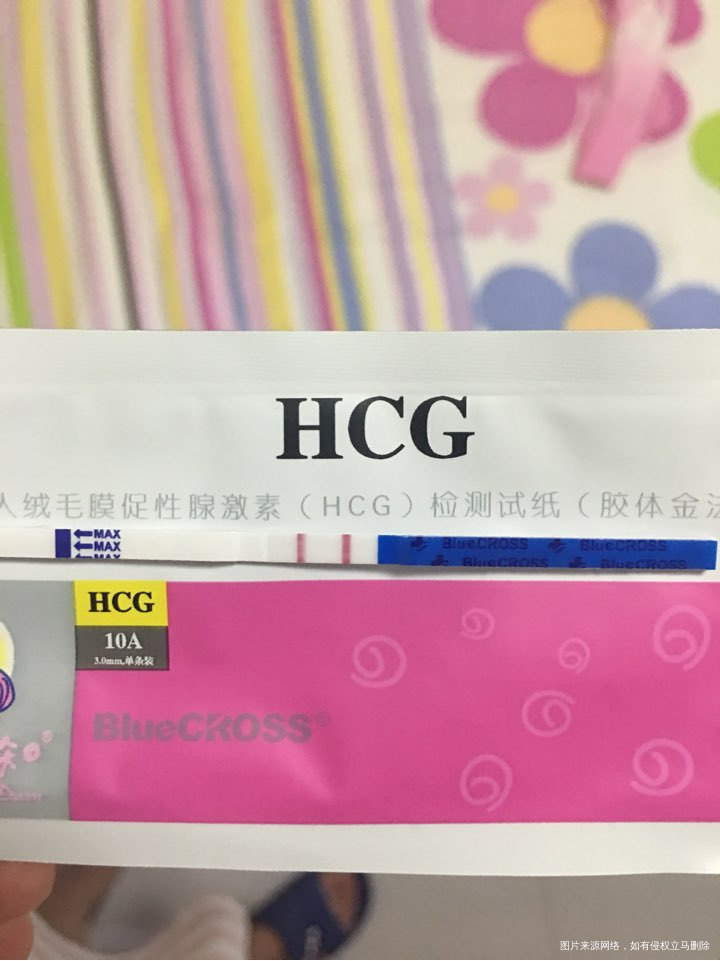 HCG
人绒毛膜促性腺激素（HCG）检测试纸（胶体金法
MAX
MAX
MAX
BlueCROSS BlueCROSS
BlueCROSS BlueCROSS
HCG
10A
3.0mm,单条装
BlueCROSS®
图片来源网络，如有侵权立马删除